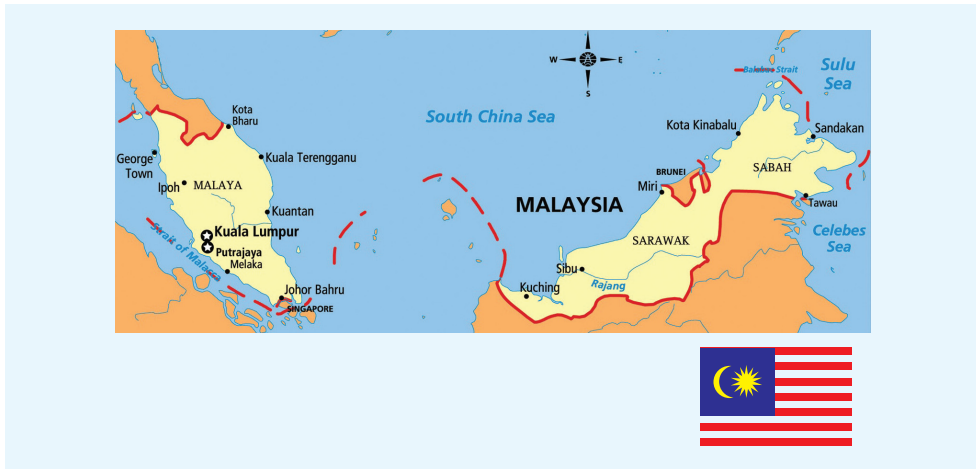 W
E
S
Balabac Strait
Sulu
Sea
South China Sea
Kota
Bharu
Kota Kinabalu
Sandakan
George
Town
Kuala Terengganu
SABAH
Ipoh
MALAYA
BRUNEI
Miri
Tawau
Kuantan
MALAYSIA
Kuala Lumpur
Putrajaya
Strait of Malacca
Melaka
SARAWAK
Celebes
Sea
Sibu
Rajang
Johor Bahru
Kuching
SINGAPORE